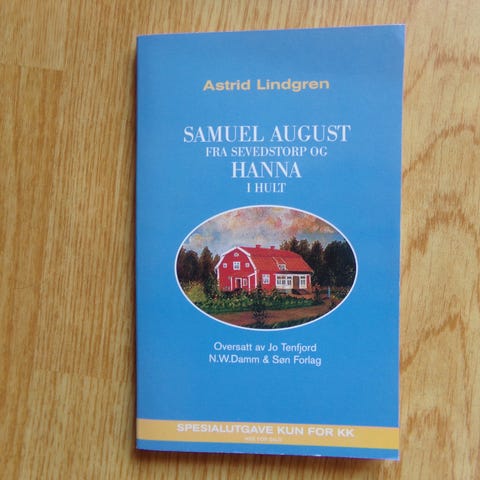 Astrid Lindgren
SAMUEL AUGUST
FRA SEVEDSTORP OG
HANNA
I HULT
Oversatt av Jo Tenfjord
N.W.Damm & Søn Forlag
SPESIALUTGAVE KUN FOR KK